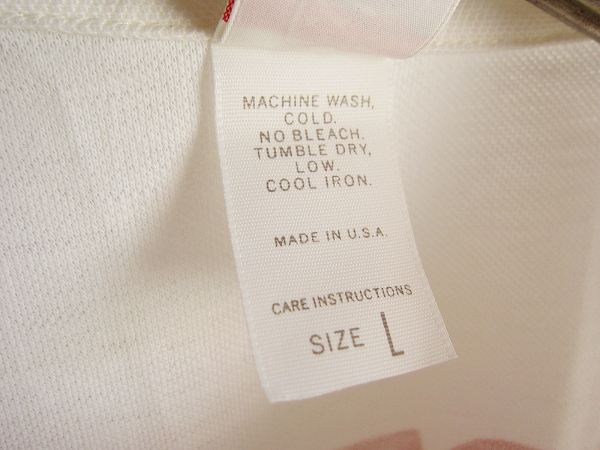 MACHINE WASH,
COLD.
NO BLEACH.
TUMBLE DRY,
LOW.
COOL IRON.
MADE IN U.S.A.
CARE INSTRUCTIONS
SIZE L